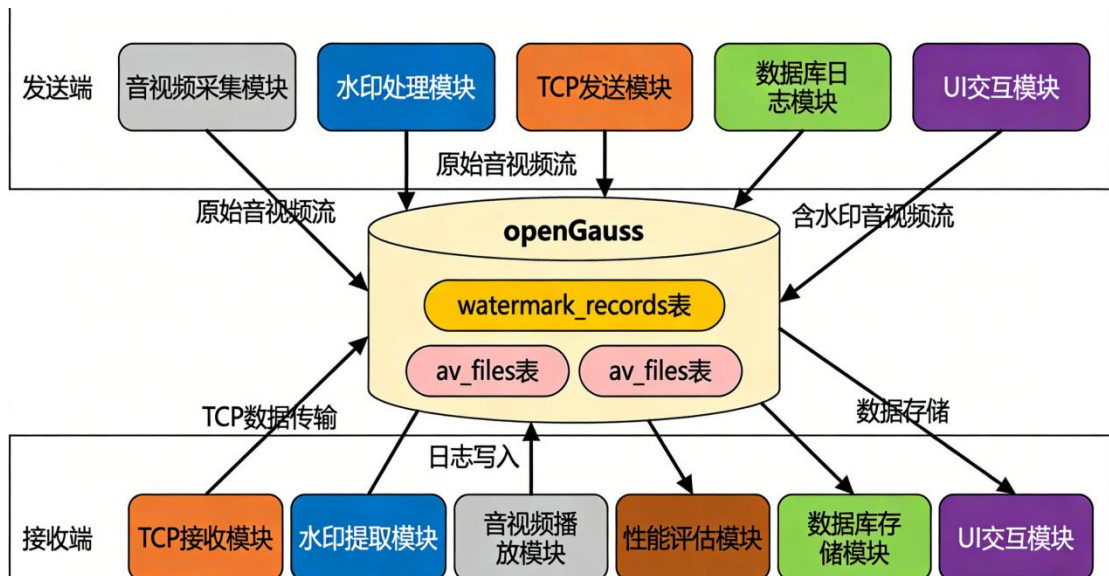 发送端
音视频采集模块
水印处理模块
TCP发送模块
数据库日
志模块
UI交互模块
原始音视频流
原始音视频流
含水印音视频流
openGauss
watermark_records表
av_files表
av_files表
TCP数据传输
数据存储
日志写入
接收端
TCP接收模块
水印提取模块
音视频播
放模块
性能评估模块
数据库存
储模块
UI交互模块